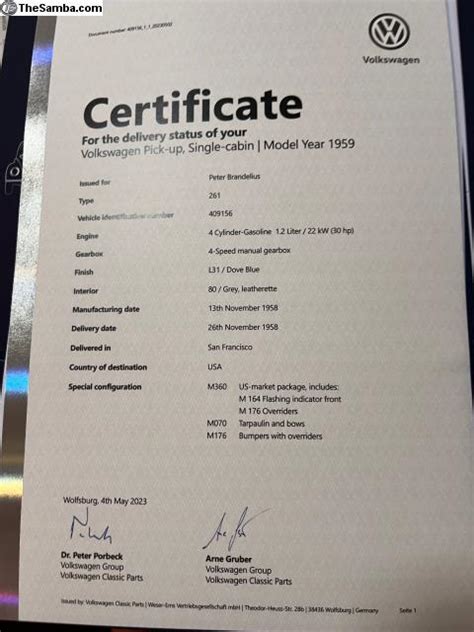 TheSamba.com
Document number: 409156_1_1_20230502
Volkswagen
Certificate
For the delivery status of your
Volkswagen Pick-up, Single-cabin | Model Year 1959
Issued for Peter Brandelius
Type 261
Vehicle identification number 409156
Engine 4 Cylinder-Gasoline 1.2 Liter / 22 kW (30 hp)
Gearbox 4-Speed manual gearbox
Finish L31 / Dove Blue
Interior 80 / Grey, leatherette
Manufacturing date 13th November 1958
Delivery date 26th November 1958
Delivered in San Francisco
Country of destination USA
Special configuration M360 US-market package, includes:
M 164 Flashing indicator front
M 176 Overriders
M070 Tarpaulin and bows
M176 Bumpers with overriders
Wolfsburg, 4th May 2023
Dr. Peter Porbeck Arne Gruber
Volkswagen Group Volkswagen Group
Volkswagen Classic Parts Volkswagen Classic Parts
Issued by: Volkswagen Classic Parts | Weser-Ems Vertriebsgesellschaft mbH | Theodor-Heuss-Str. 28b | 38436 Wolfsburg | Germany Seite 1